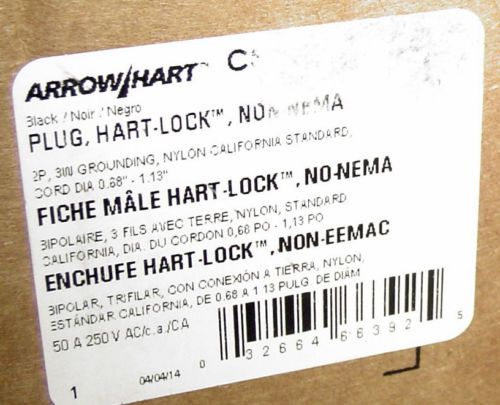 ARROW/HART™
Black / Noir / Negro
PLUG, HART-LOCK™, NON-NEMA
2P, 3W GROUNDING, NYLON CALIFORNIA STANDARD,
CORD DIA 0.68" - 1.13"
FICHE MÂLE HART-LOCK™, NO-NEMA
BIPOLAIRE, 3 FILS AVEC TERRE, NYLON, STANDARD
CALIFORNIA, DIA. DU CORDON 0,68 PO - 1,13 PO
ENCHUFE HART-LOCK™, NON-EEMAC
BIPOLAR, TRIFILAR, CON CONEXIÓN A TIERRA, NYLON,
ESTÁNDAR CALIFORNIA, DE 0.68 A 1.13 PULG. DE DIÁM
50 A 250 V AC/c.a./CA
0 32664 66392 5
1 04/04/14